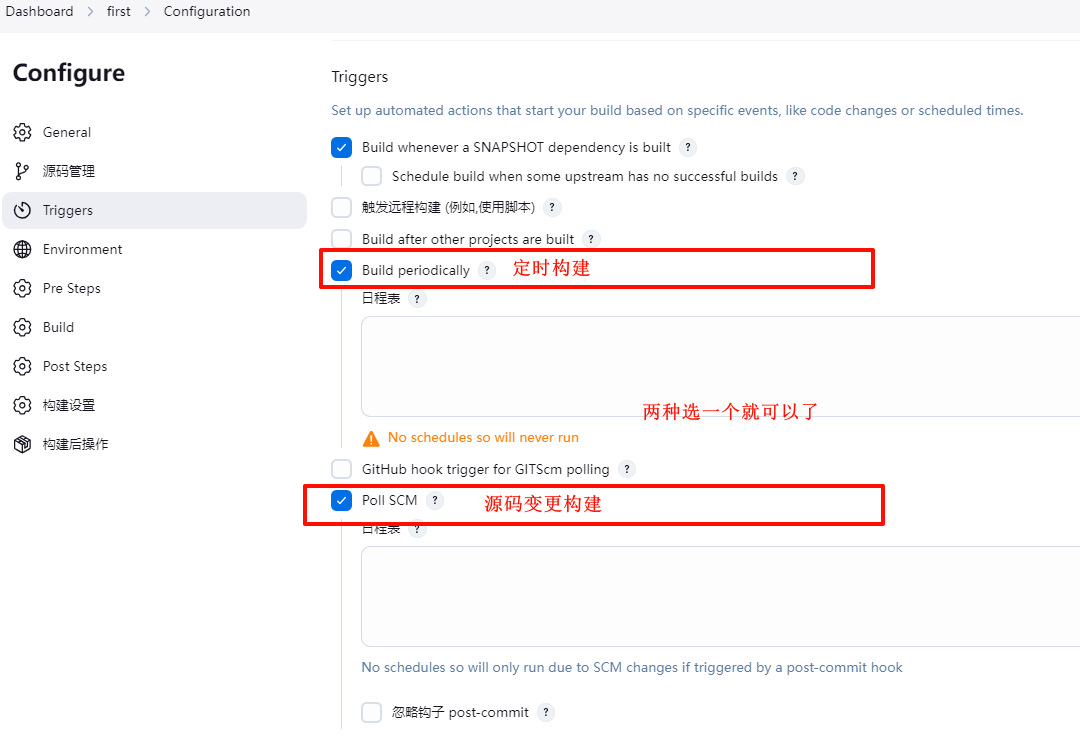 Dashboard > first > Configuration
Configure
General
源码管理
Triggers
Environment
Pre Steps
Build
Post Steps
构建设置
构建后操作
Triggers
Set up automated actions that start your build based on specific events, like code changes or scheduled times.
Build whenever a SNAPSHOT dependency is built ?
Schedule build when some upstream has no successful builds ?
触发远程构建 (例如,使用脚本) ?
Build after other projects are built ?
Build periodically ? 定时构建
日程表 ?
两种选一个就可以了
No schedules so will never run
GitHub hook trigger for GITScm polling ?
Poll SCM ? 源码变更构建
日程表 ?
No schedules so will only run due to SCM changes if triggered by a post-commit hook
忽略钩子 post-commit ?